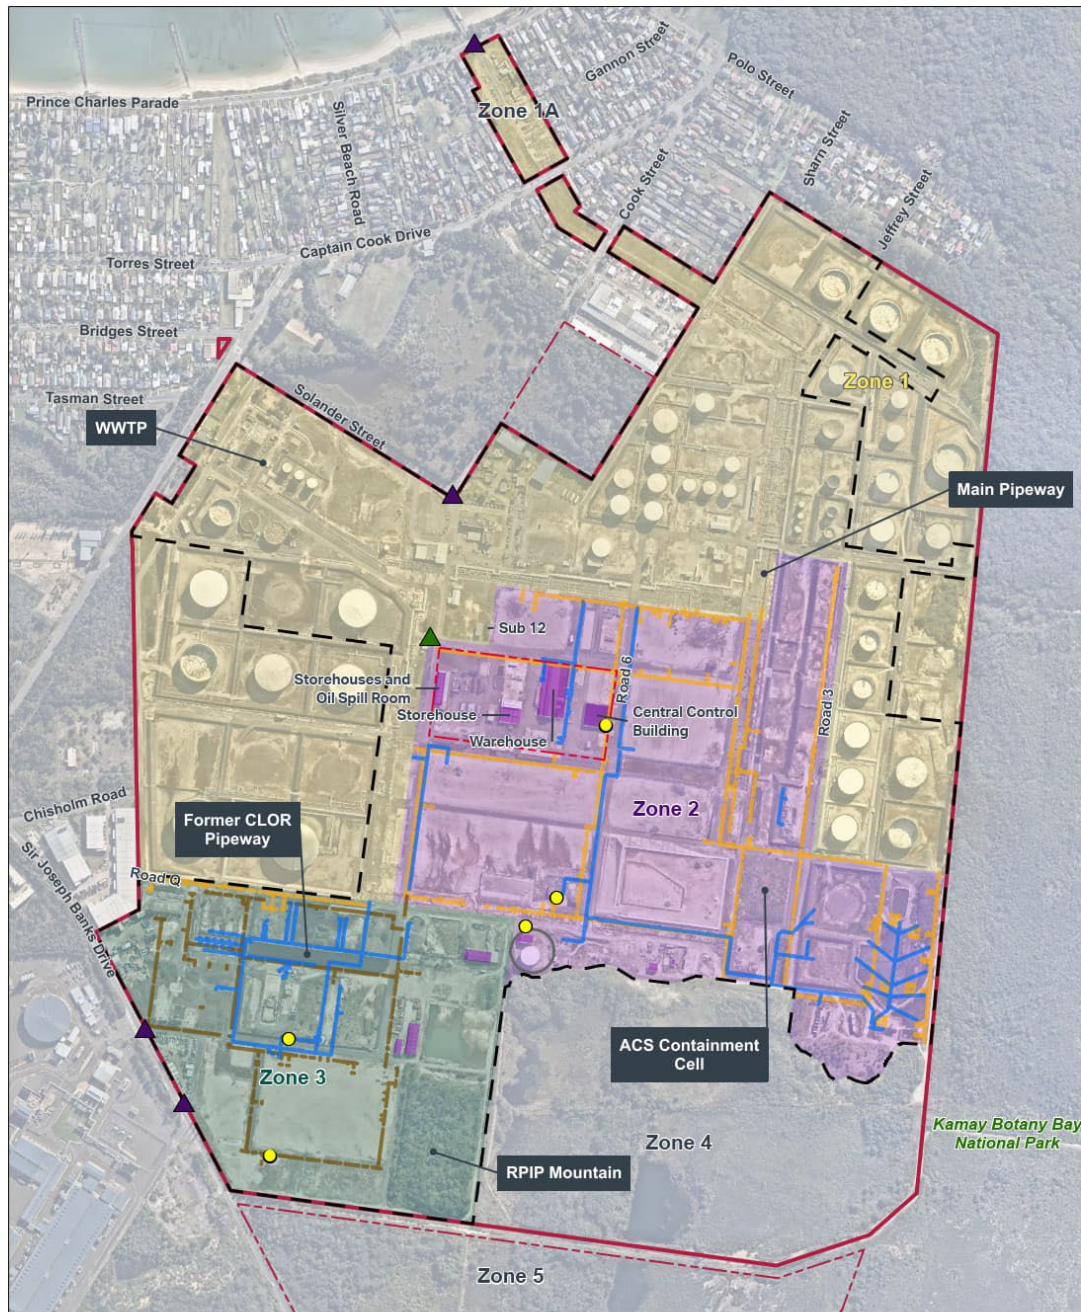 Gannon Street
Polo Street
Prince Charles Parade
Zone 1A
Silver Beach Road
Sharn Street
Cook Street
Jeffrey Street
Captain Cook Drive
Torres Street
Bridges Street
Zone 1
Tasman Street
Solander Street
WWTP
Main Pipeway
Sub 12
Road 6
Storehouses and
Oil Spill Room
Road 3
Storehouse
Central Control
Building
Warehouse
Chisholm Road
Zone 2
Former CLOR
Pipeway
Road Q
Sir Joseph Banks Drive
ACS Containment
Cell
Zone 3
Kamay Botany Bay
National Park
Zone 4
RPIP Mountain
Zone 5